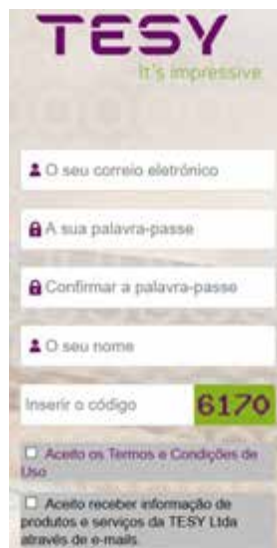 TESY
It's impressive
O seu correio eletrónico
A sua palavra-passe
Confirmar a palavra-passe
O seu nome
Inserir o código 6170
Aceito os Termos e Condições de
Uso
Aceito receber informação de
produtos e serviços da TESY Ltda
através de e-mails.